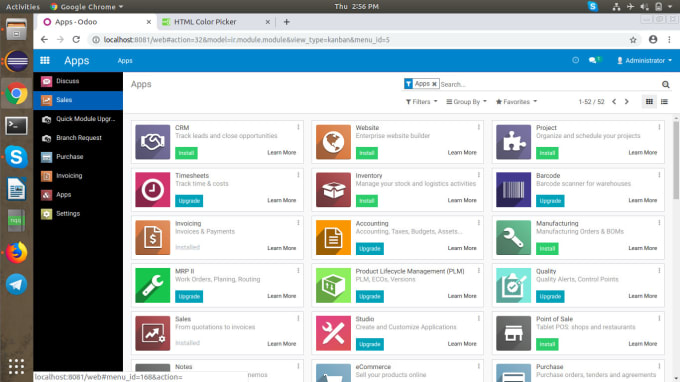 Activities
Google Chrome
Thu 2:56 PM
Apps - Odoo
HTML Color Picker
localhost:8081/web#action=32&model=ir.module.module&view_type=kanban&menu_id=5
Apps
Apps
Administrator
Discuss
Sales
Quick Module Upgr...
Branch Request
Purchase
Invoicing
Apps
Settings
Apps
Apps
Search...
Filters
Group By
Favorites
1-52 / 52
CRM
Track leads and close opportunities
Install
Learn More
Website
Enterprise website builder
Install
Learn More
Project
Organize and schedule your projects
Install
Learn More
Timesheets
Track time & costs
Upgrade
Learn More
Inventory
Manage your stock and logistics activities
Install
Learn More
Barcode
Barcode scanner for warehouses
Upgrade
Learn More
Invoicing
Invoices & Payments
Installed
Learn More
Accounting
Accounting, Taxes, Budgets, Assets...
Upgrade
Learn More
Manufacturing
Manufacturing Orders & BOMs
Install
Learn More
MRP II
Work Orders, Planing, Routing
Upgrade
Learn More
Product Lifecycle Management (PLM)
PLM, ECOs, Versions
Upgrade
Learn More
Quality
Quality Alerts, Control Points
Upgrade
Learn More
Sales
From quotations to invoices
Installed
Learn More
Studio
Create and Customize Applications
Upgrade
Learn More
Point of Sale
Tablet POS: shops and restaurants
Install
Learn More
Notes
memos
eCommerce
Sell your products online
Purchase
Purchase orders, tenders and agreements
localhost:8081/web#menu_id=168&action=